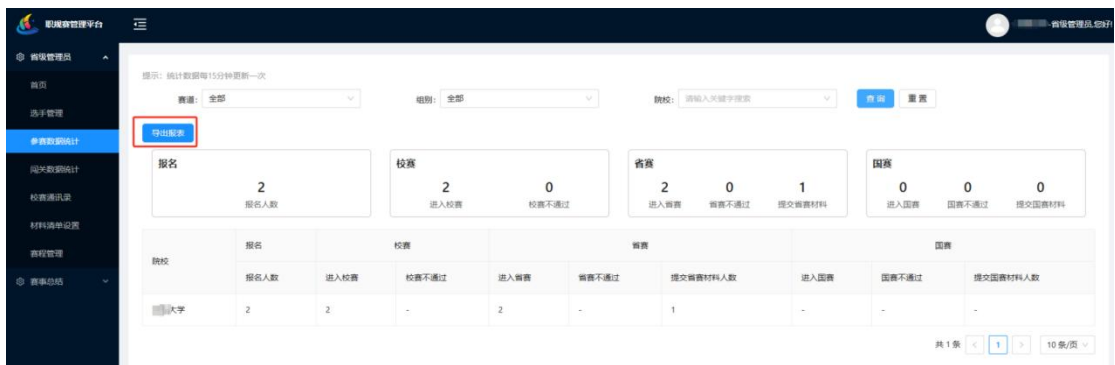 职规赛管理平台
省级管理员,您好!
省级管理员
首页
选手管理
参赛数据统计
闯关数据统计
校赛通讯录
材料清单设置
赛程管理
赛事总结
提示：统计数据每15分钟更新一次
赛道： 全部 组别： 全部 院校： 请输入关键字搜索 查询 重置
导出报表
报名 校赛 省赛 国赛
2 2 0 2 0 1 0 0 0
报名人数 进入校赛 校赛不通过 进入省赛 省赛不通过 提交省赛材料 进入国赛 国赛不通过 提交国赛材料
院校 报名 校赛 省赛 国赛
报名人数 进入校赛 校赛不通过 进入省赛 省赛不通过 提交省赛材料人数 进入国赛 国赛不通过 提交国赛材料人数
大学 2 2 - 2 - 1 - - -
共 1 条 < 1 > 10 条/页